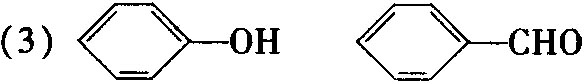 (3) —OH —CHO